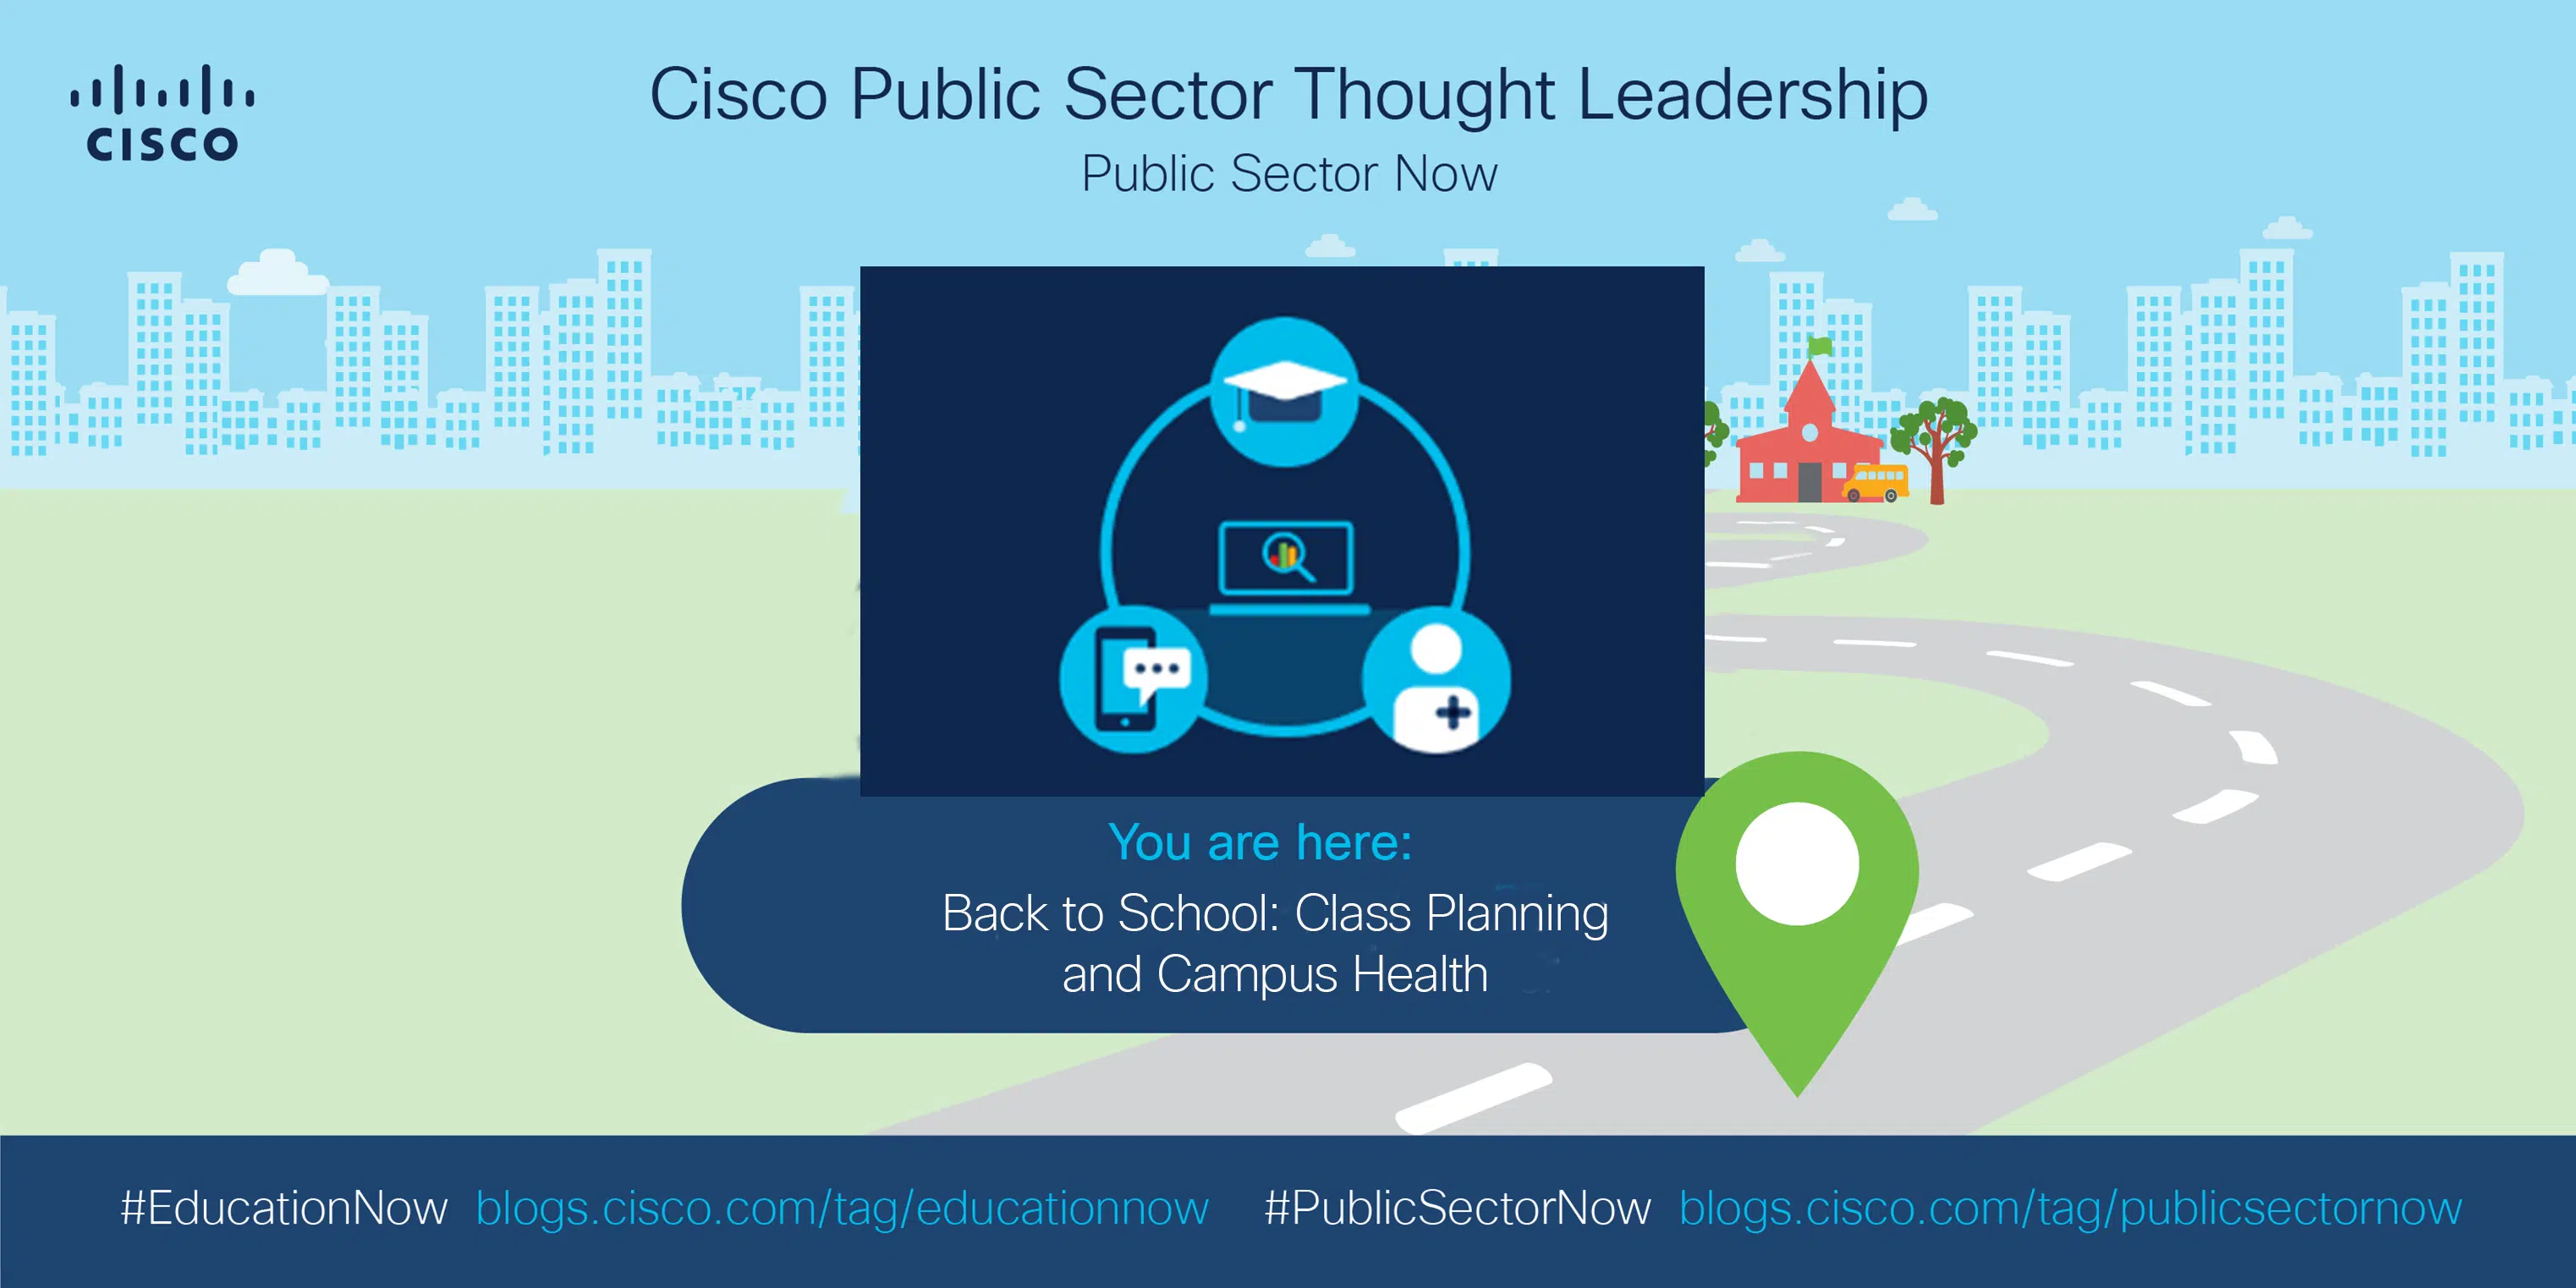 CISCO
Cisco Public Sector Thought Leadership
Public Sector Now
You are here:
Back to School: Class Planning
and Campus Health
#EducationNow blogs.cisco.com/tag/educationnow #PublicSectorNow blogs.cisco.com/tag/publicsectornow